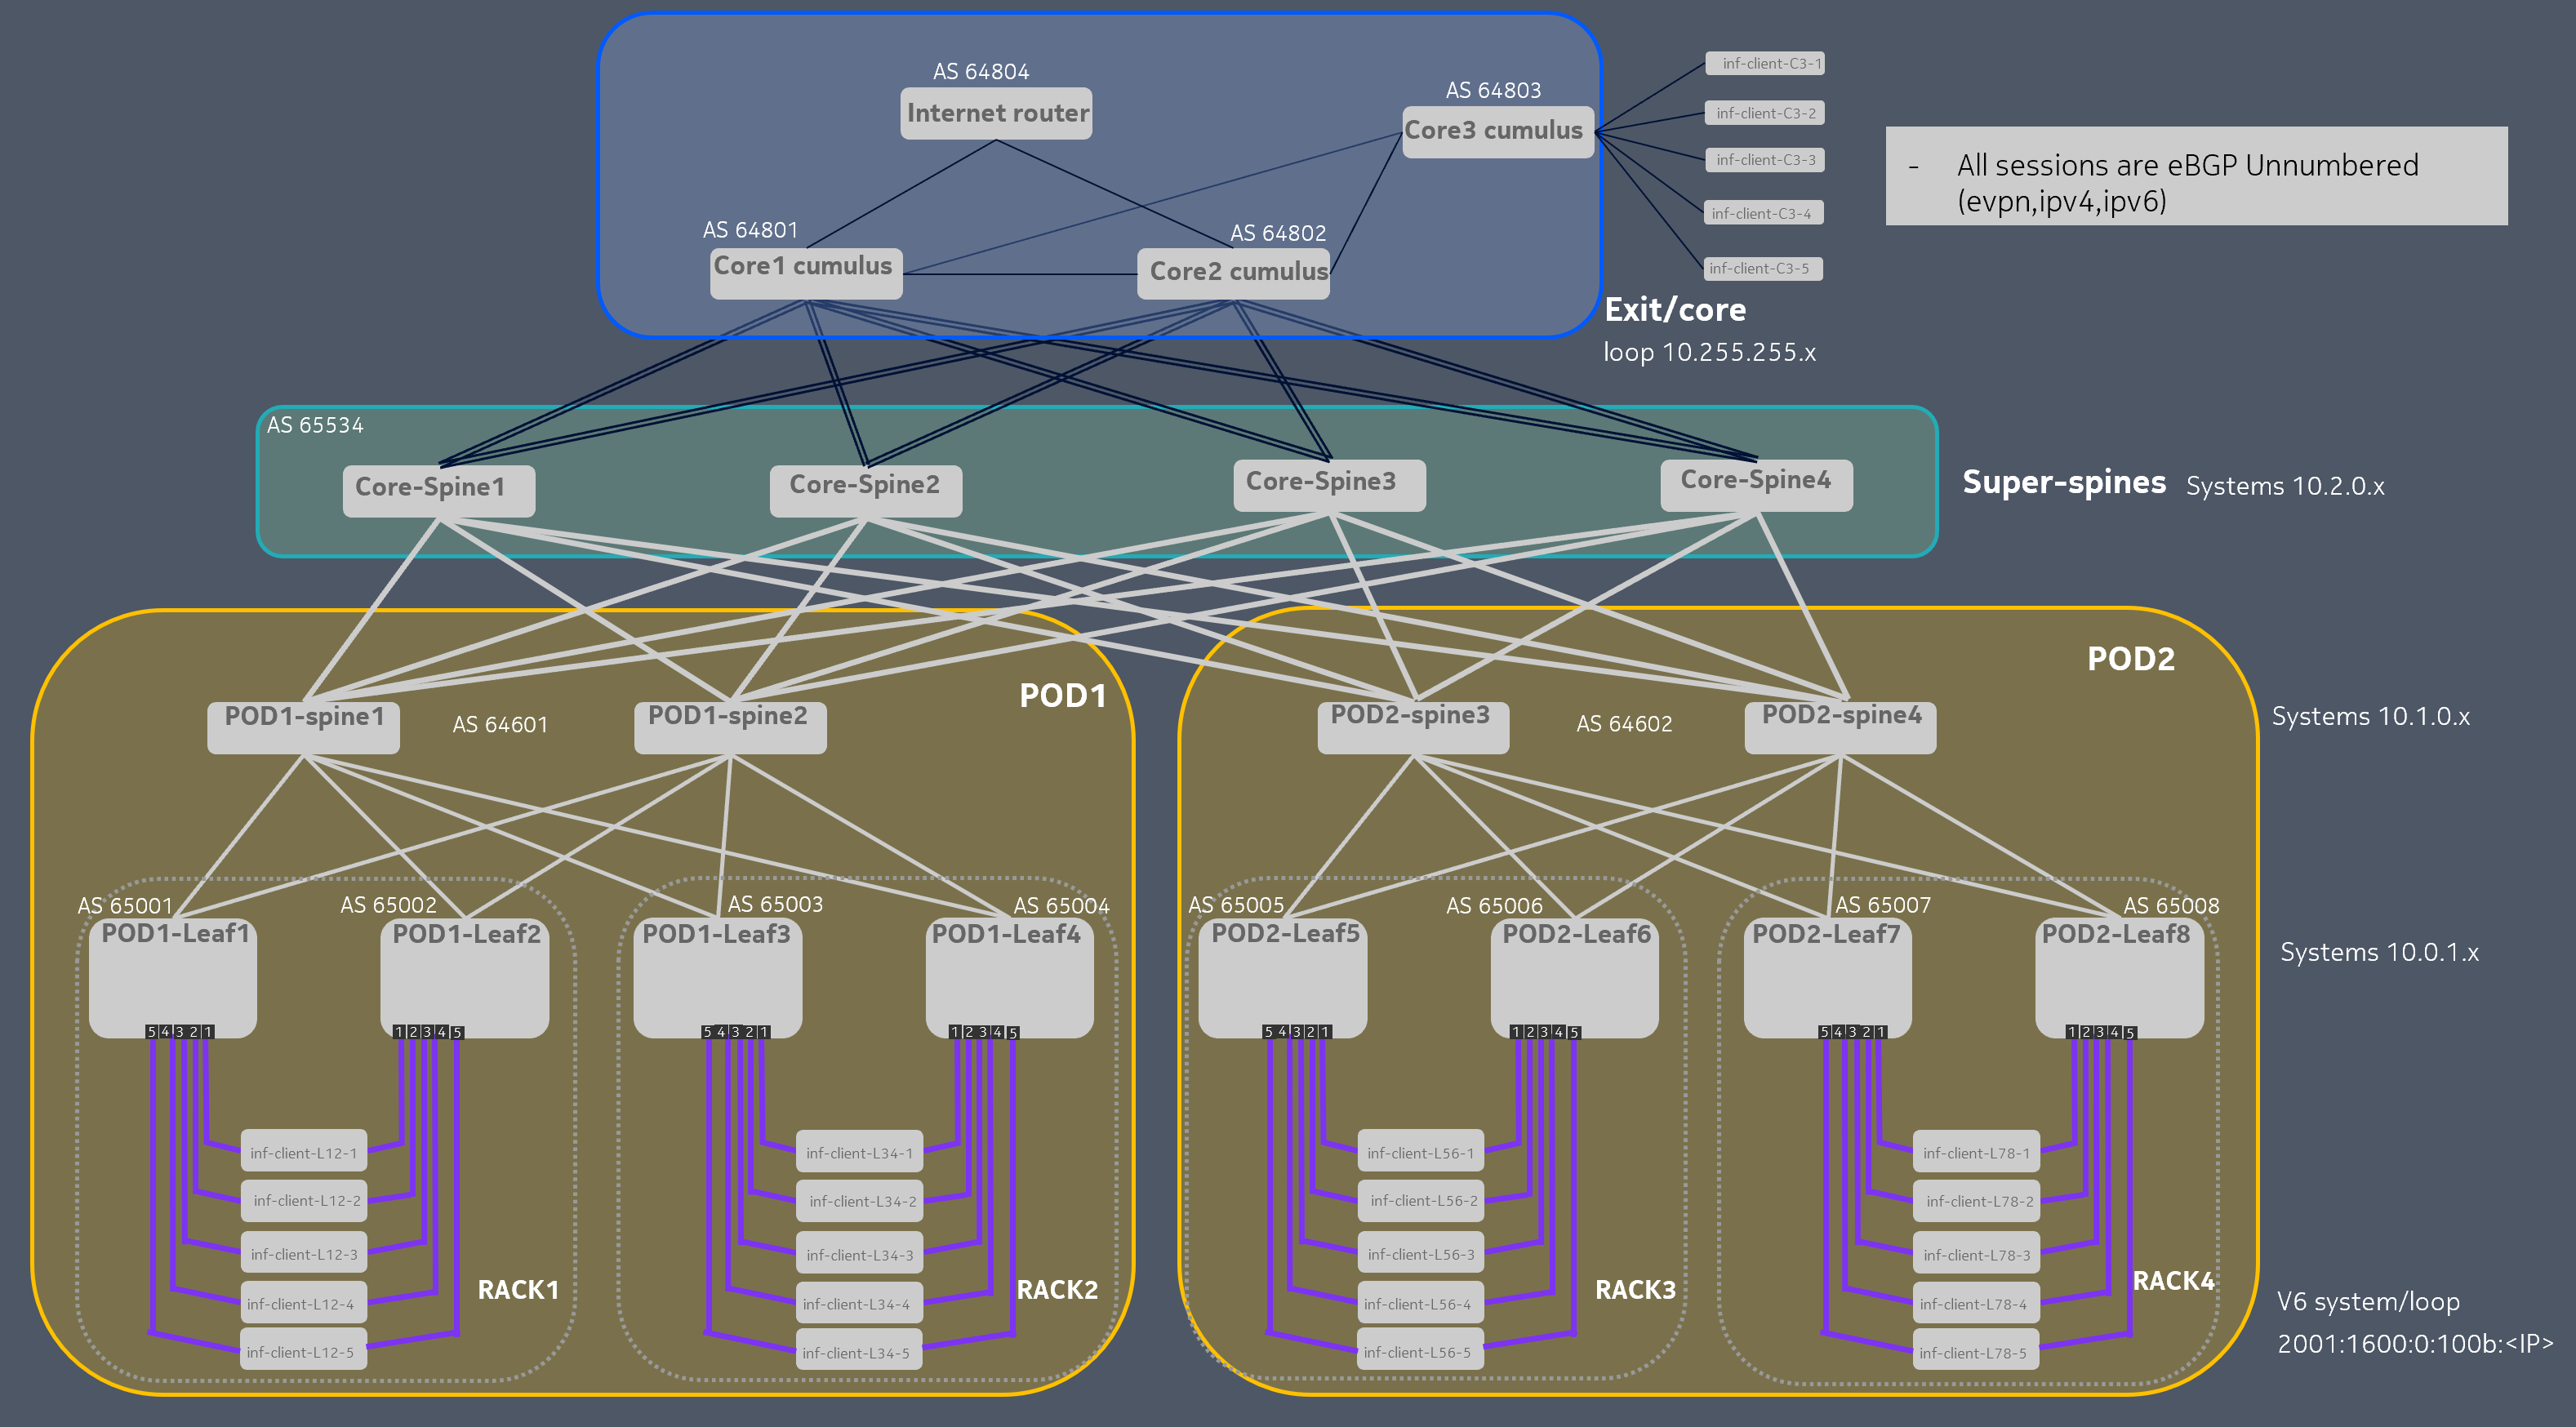 AS 64804
Internet router
AS 64803
Core3 cumulus
inf-client-C3-1
inf-client-C3-2
inf-client-C3-3
inf-client-C3-4
inf-client-C3-5
- All sessions are eBGP Unnumbered
(evpn,ipv4,ipv6)
AS 64801
Core1 cumulus
AS 64802
Core2 cumulus
Exit/core
loop 10.255.255.x
AS 65534
Core-Spine1
Core-Spine2
Core-Spine3
Core-Spine4
Super-spines
Systems 10.2.0.x
POD1
POD1-spine1
AS 64601
POD1-spine2
POD2
POD2-spine3
AS 64602
POD2-spine4
Systems 10.1.0.x
AS 65001
POD1-Leaf1
5 4 3 2 1
AS 65002
POD1-Leaf2
1 2 3 4 5
AS 65003
POD1-Leaf3
5 4 3 2 1
AS 65004
POD1-Leaf4
1 2 3 4 5
AS 65005
POD2-Leaf5
5 4 3 2 1
AS 65006
POD2-Leaf6
1 2 3 4 5
AS 65007
POD2-Leaf7
5 4 3 2 1
AS 65008
POD2-Leaf8
1 2 3 4 5
Systems 10.0.1.x
inf-client-L12-1
inf-client-L12-2
inf-client-L12-3
inf-client-L12-4
inf-client-L12-5
RACK1
inf-client-L34-1
inf-client-L34-2
inf-client-L34-3
inf-client-L34-4
inf-client-L34-5
RACK2
inf-client-L56-1
inf-client-L56-2
inf-client-L56-3
inf-client-L56-4
inf-client-L56-5
RACK3
inf-client-L78-1
inf-client-L78-2
inf-client-L78-3
inf-client-L78-4
inf-client-L78-5
RACK4
V6 system/loop
2001:1600:0:100b:<IP>